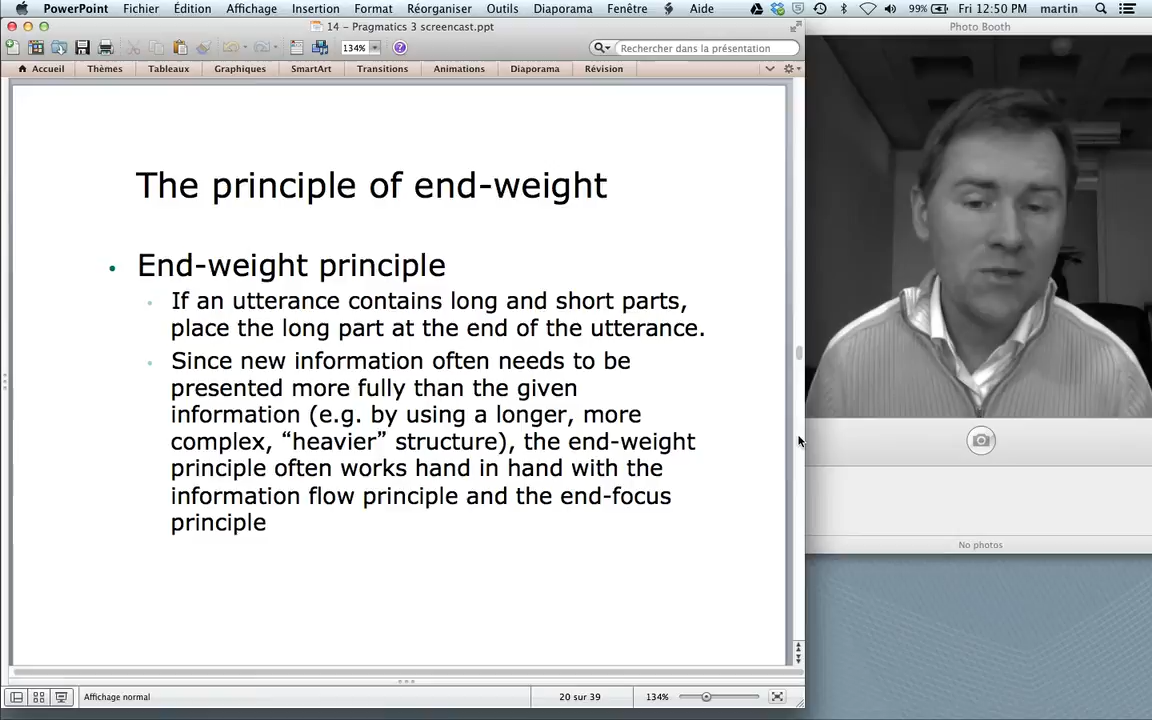 PowerPoint Fichier Édition Affichage Insertion Format Réorganiser Outils Diaporama Fenêtre Aide 99% Fri 12:50 PM martin
14 – Pragmatics 3 screencast.ppt
Photo Booth
134% Rechercher dans la présentation
Accueil Thèmes Tableaux Graphiques SmartArt Transitions Animations Diaporama Révision
The principle of end-weight
• End-weight principle
• If an utterance contains long and short parts,
place the long part at the end of the utterance.
• Since new information often needs to be
presented more fully than the given
information (e.g. by using a longer, more
complex, “heavier” structure), the end-weight
principle often works hand in hand with the
information flow principle and the end-focus
principle
No photos
Affichage normal 20 sur 39 134%